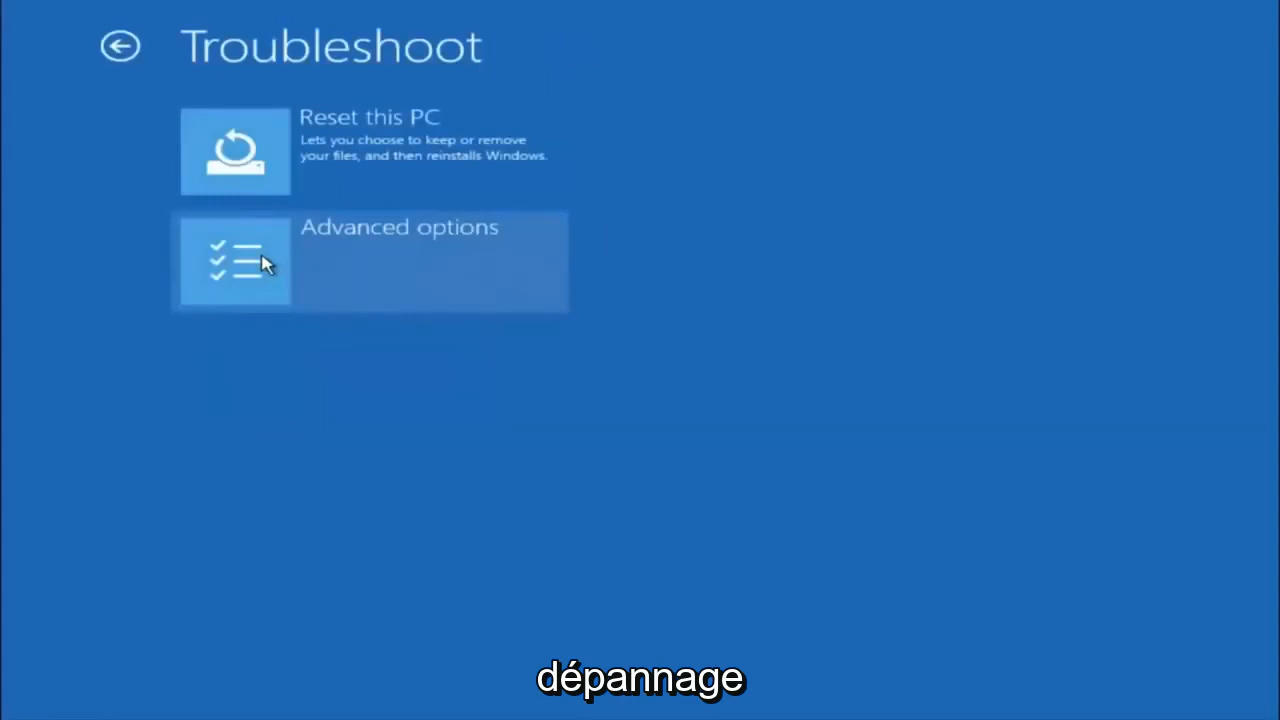 Troubleshoot
Reset this PC
Lets you choose to keep or remove
your files, and then reinstalls Windows.
Advanced options
dépannage